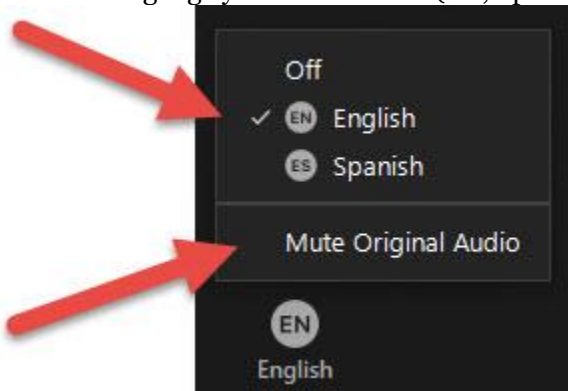 Off
✓ EN English
ES Spanish
Mute Original Audio
EN
English